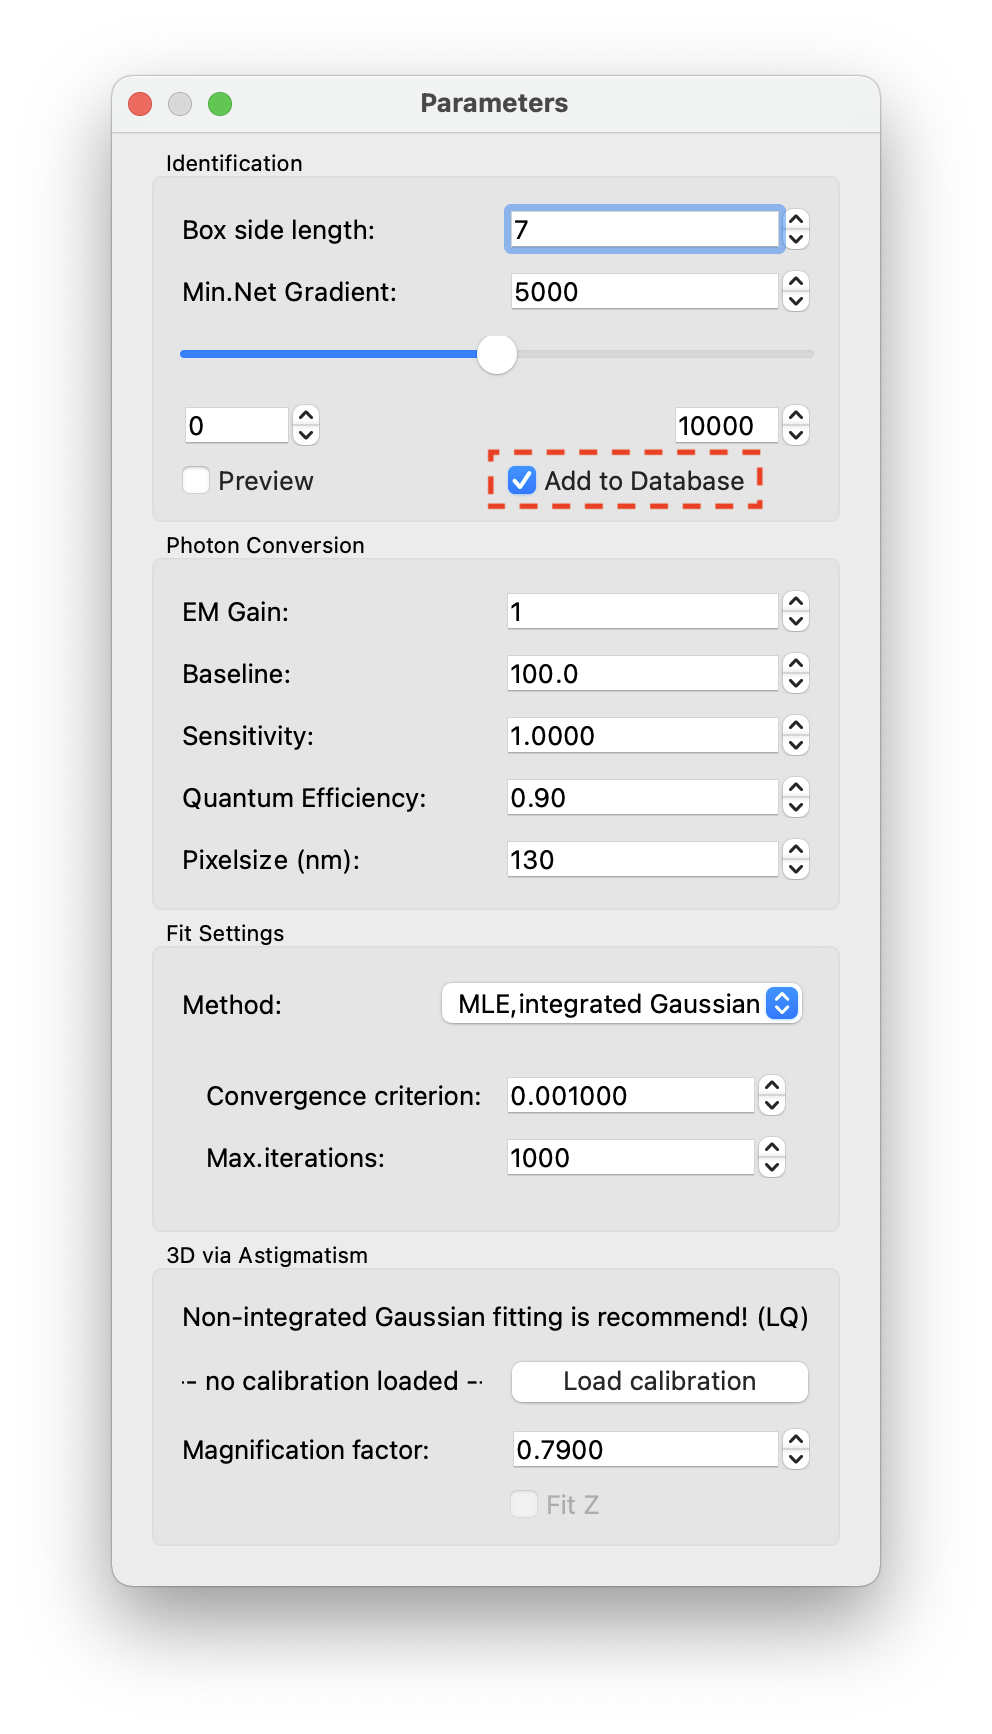 Parameters
Identification
Box side length: 7
Min.Net Gradient: 5000
0 10000
Preview Add to Database
Photon Conversion
EM Gain: 1
Baseline: 100.0
Sensitivity: 1.0000
Quantum Efficiency: 0.90
Pixelsize (nm): 130
Fit Settings
Method: MLE,integrated Gaussian
Convergence criterion: 0.001000
Max.iterations: 1000
3D via Astigmatism
Non-integrated Gaussian fitting is recommend! (LQ)
-- no calibration loaded -- Load calibration
Magnification factor: 0.7900
Fit Z